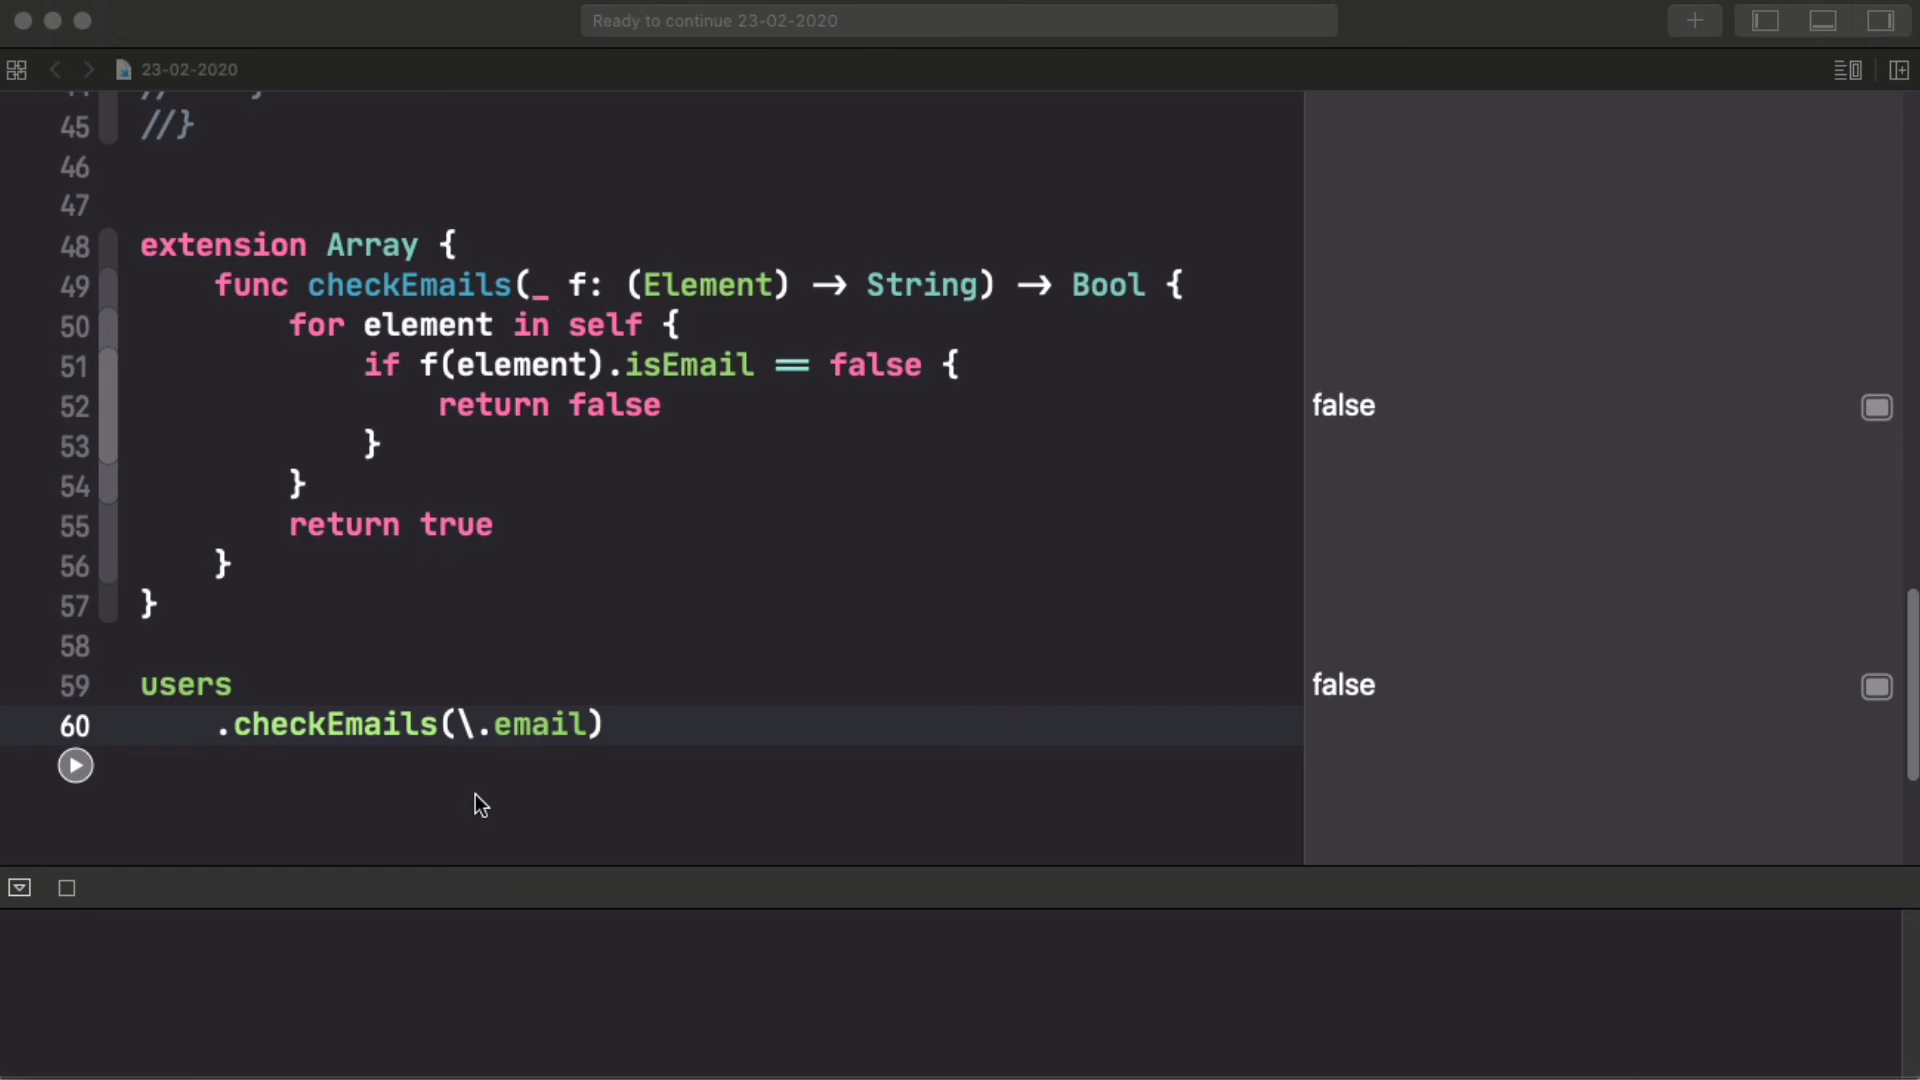 Ready to continue 23-02-2020
23-02-2020
45 //}
46
47
48 extension Array {
49 func checkEmails(_ f: (Element) -> String) -> Bool {
50 for element in self {
51 if f(element).isEmail == false {
52 return false
false
53 }
54 }
55 return true
56 }
57 }
58
59 users
false
60 .checkEmails(\.email)